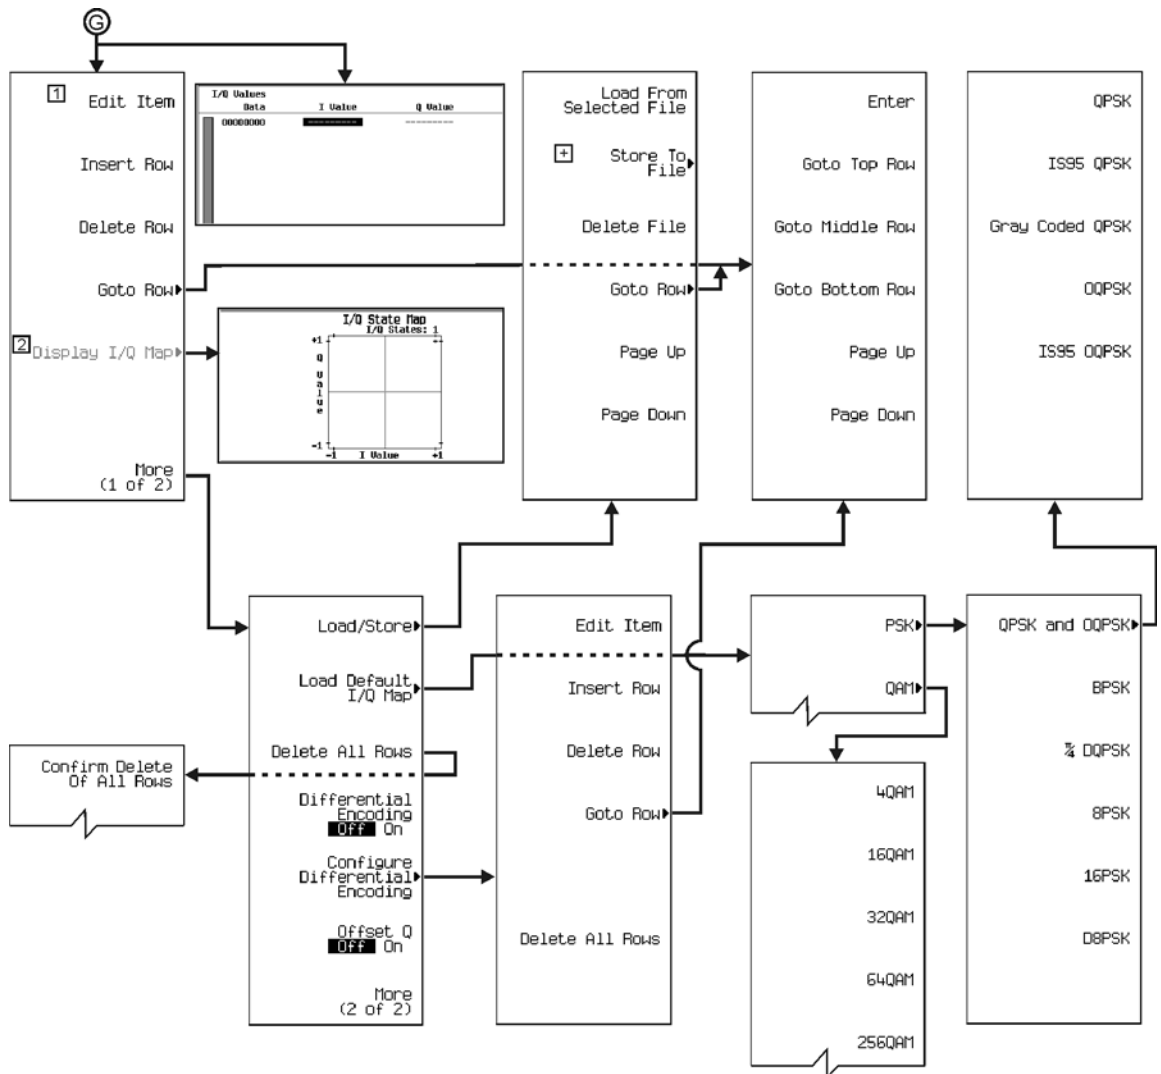 G
1
Edit Item
Insert Row
Delete Row
Goto Row
2
Display I/Q Map
More
(1 of 2)
I/Q Values
Data I Value Q Value
00000000 --------- ---------
I/Q State Map
I/Q States: 1
+1
Q Value
-1
-1 I Value +1
Load From
Selected File
+
Store To
File
Delete File
Goto Row
Page Up
Page Down
Enter
Goto Top Row
Goto Middle Row
Goto Bottom Row
Page Up
Page Down
QPSK
IS95 QPSK
Gray Coded QPSK
OQPSK
IS95 OQPSK
Confirm Delete
Of All Rows
Load/Store
Load Default
I/Q Map
Delete All Rows
Differential
Encoding
Off On
Configure
Differential
Encoding
Offset Q
Off On
More
(2 of 2)
Edit Item
Insert Row
Delete Row
Goto Row
Delete All Rows
PSK
QAM
4QAM
16QAM
32QAM
64QAM
256QAM
QPSK and OQPSK
BPSK
π/4 DQPSK
8PSK
16PSK
D8PSK